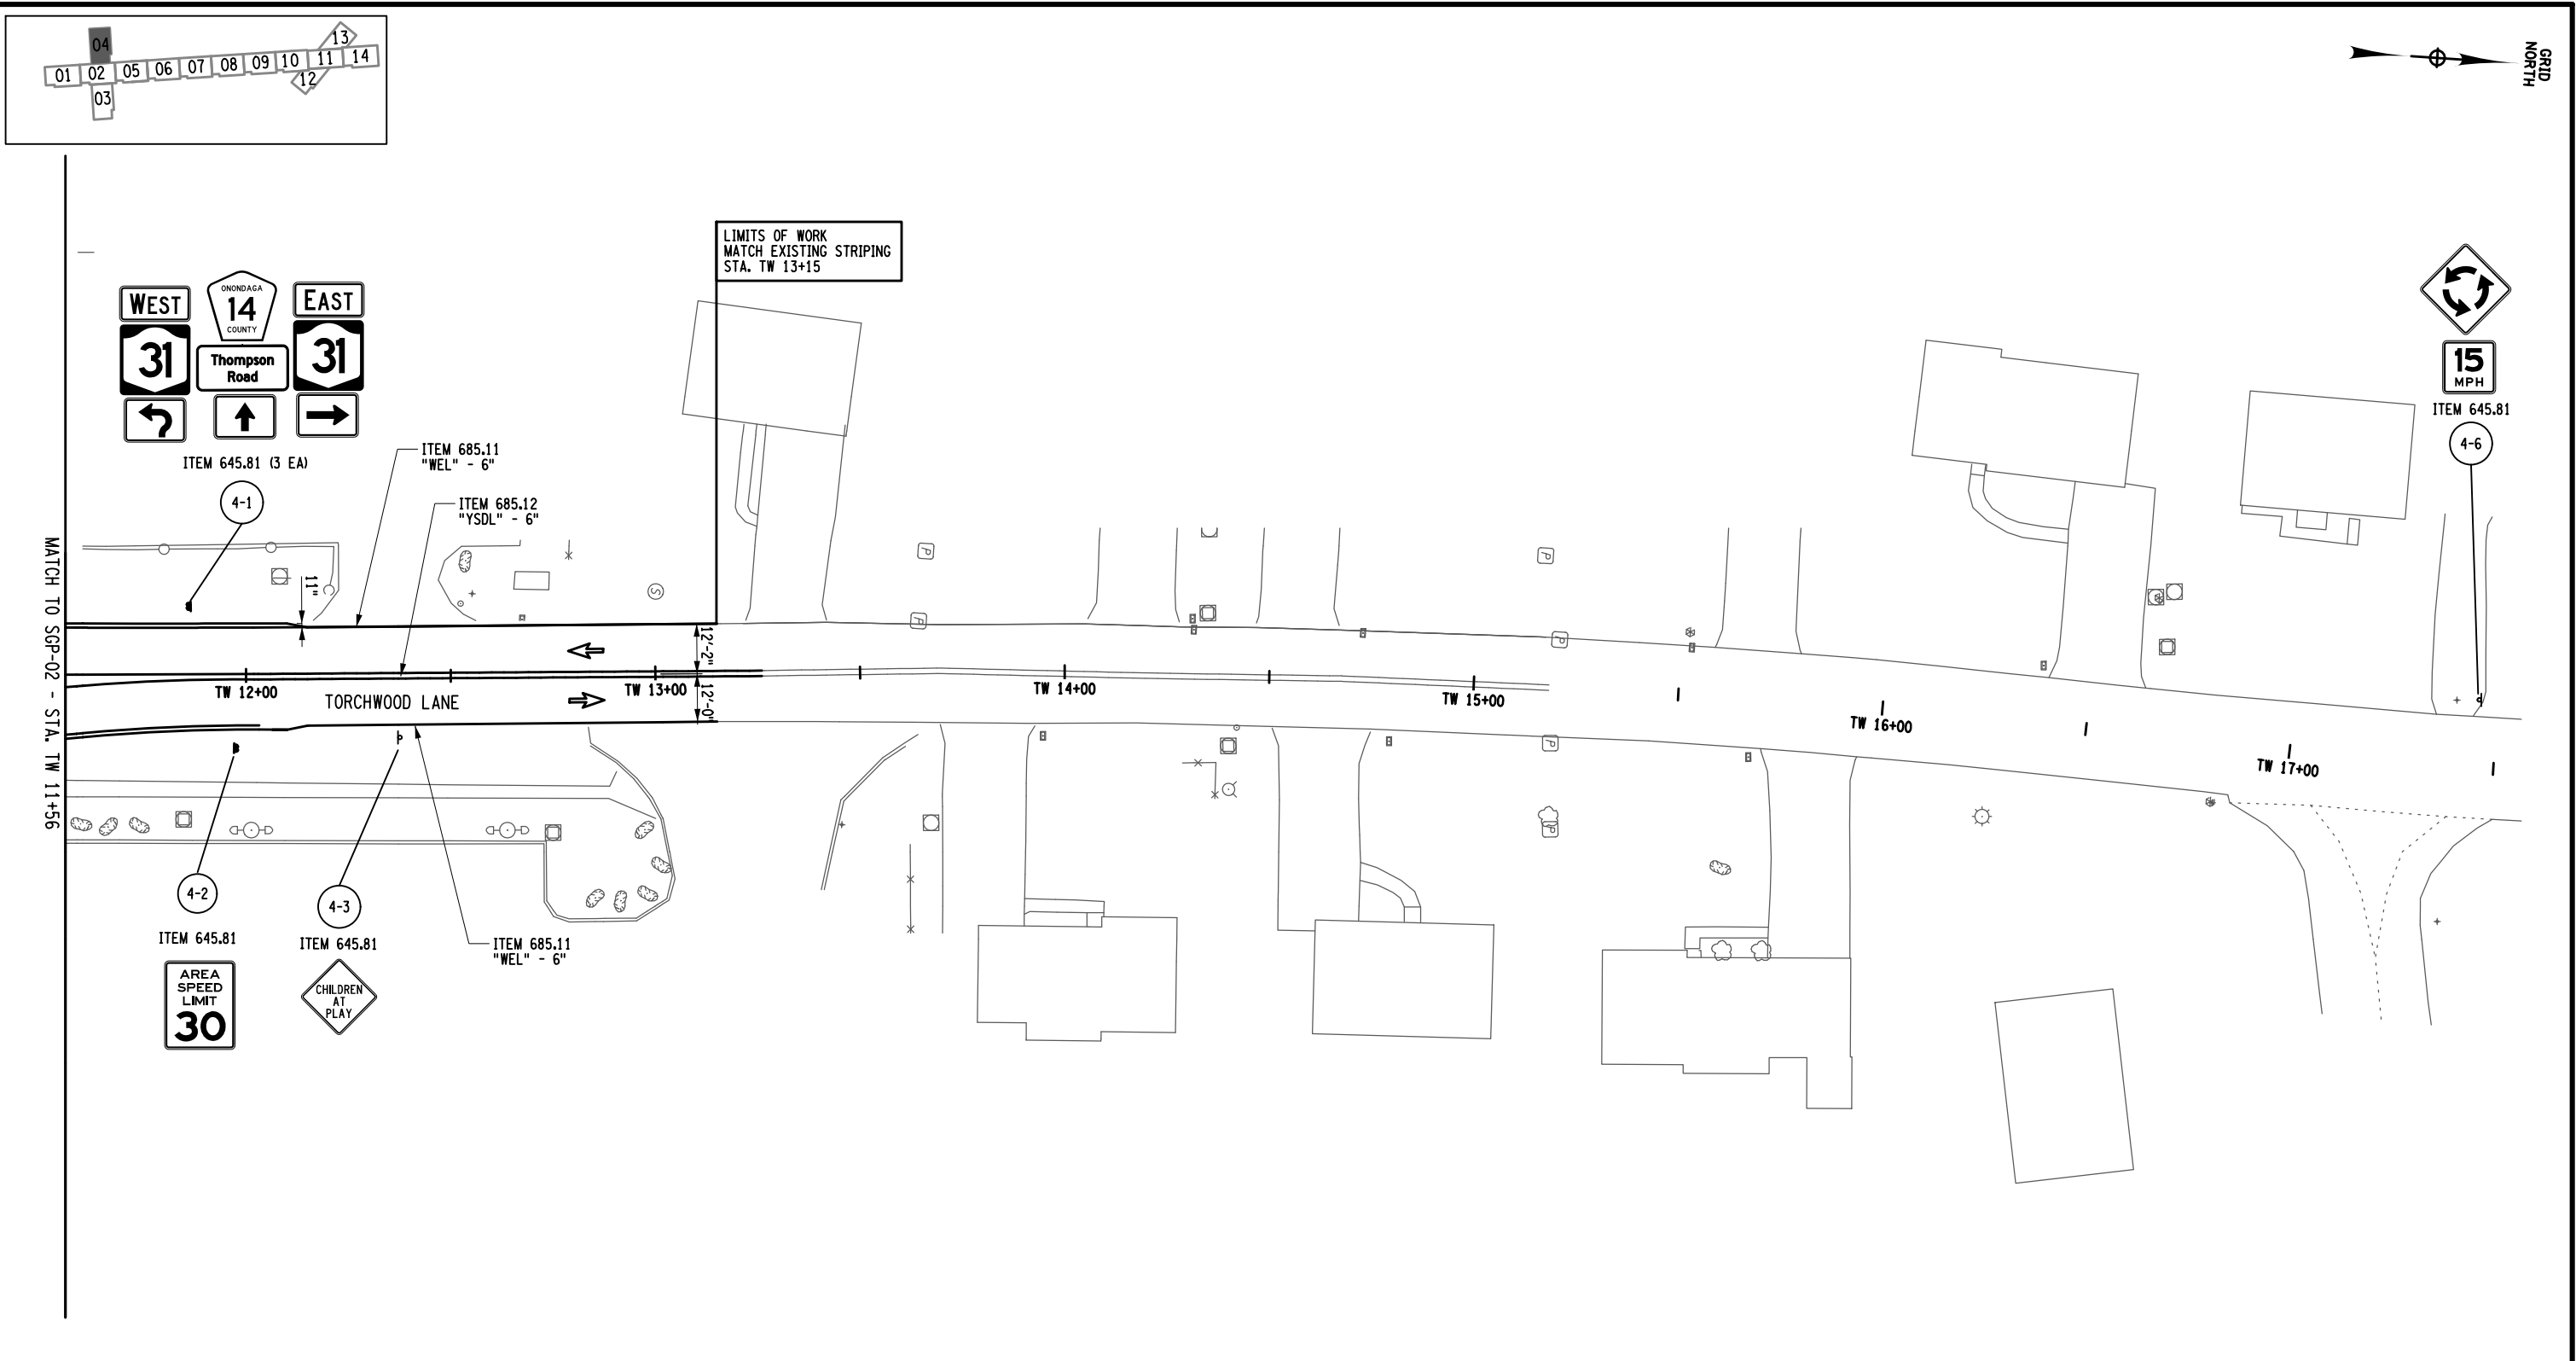 04
13
01 02 05 06 07 08 09 10 11 14
12
03
GRID
NORTH
LIMITS OF WORK
MATCH EXISTING STRIPING
STA. TW 13+15
WEST
31
ONONDAGA
14
COUNTY
Thompson
Road
EAST
31
ITEM 645.81 (3 EA)
4-1
ITEM 685.11
"WEL" - 6"
ITEM 685.12
"YSDL" - 6"
15
MPH
ITEM 645.81
4-6
MATCH TO SGP-02 - STA. TW 11+56
11"
S
P
P
P
P
P
P
12'-2"
12'-0"
TW 12+00
TORCHWOOD LANE
TW 13+00
TW 14+00
TW 15+00
TW 16+00
TW 17+00
4-2
ITEM 645.81
AREA
SPEED
LIMIT
30
4-3
ITEM 645.81
CHILDREN
AT
PLAY
ITEM 685.11
"WEL" - 6"